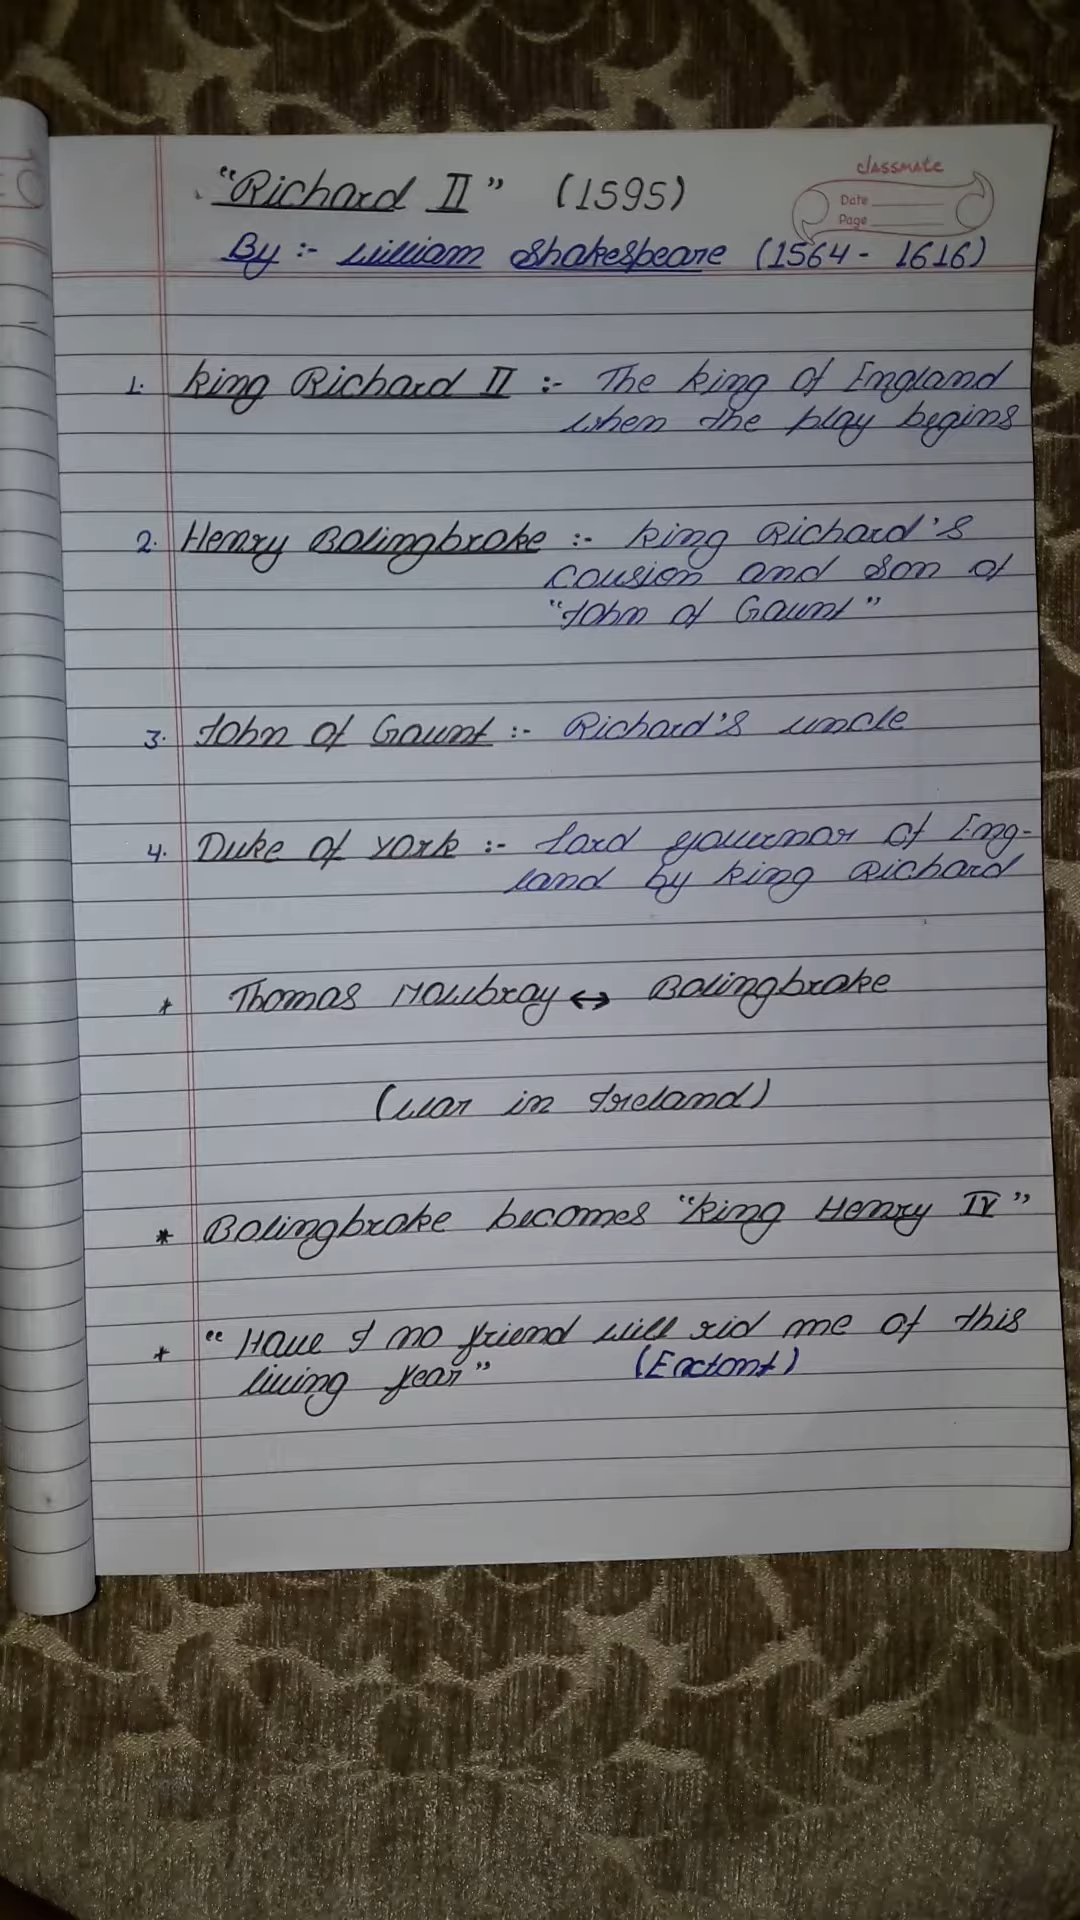 "Richard II" (1595)
classmate
Date
Page
By :- William Shakespeare (1564 - 1616)
1. King Richard II :- The King of England
when the play begins
2. Henry Bolingbroke :- King Richard's
cousion and son of
"John of Gaunt"
3. John of Gaunt :- Richard's uncle
4. Duke of York :- Lord governor of Eng-
land by King Richard
* Thomas Mowbray ↔ Bolingbroke
(war in Ireland)
* Bolingbroke becomes "King Henry IV"
* "Have I no friend will rid me of this
living fear" (Exton)